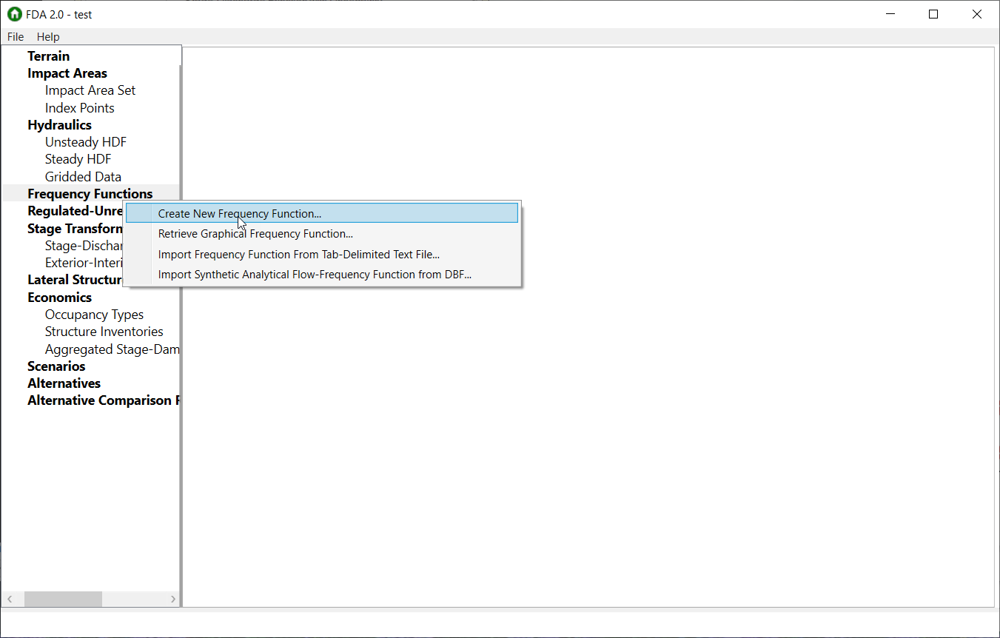 FDA 2.0 - test
File Help
Terrain
Impact Areas
Impact Area Set
Index Points
Hydraulics
Unsteady HDF
Steady HDF
Gridded Data
Frequency Functions
Regulated-Unre
Stage Transform
Stage-Dischar
Exterior-Interi
Lateral Structur
Economics
Occupancy Types
Structure Inventories
Aggregated Stage-Dam
Scenarios
Alternatives
Alternative Comparison R
Create New Frequency Function...
Retrieve Graphical Frequency Function...
Import Frequency Function From Tab-Delimited Text File...
Import Synthetic Analytical Flow-Frequency Function from DBF...